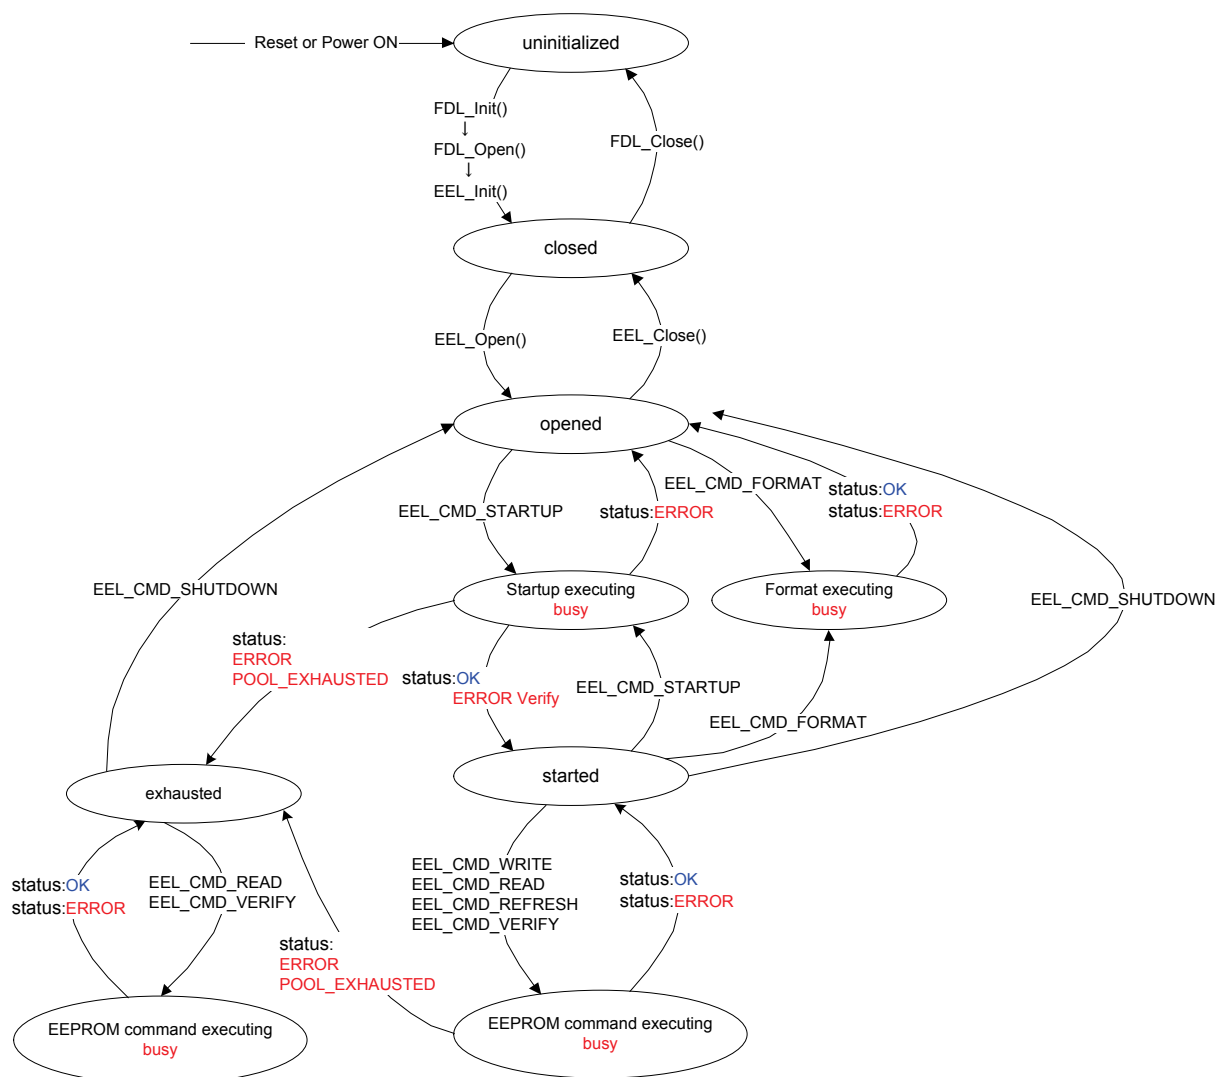 Reset or Power ON
uninitialized
FDL_Init()
↓
FDL_Open()
↓
EEL_Init()
FDL_Close()
closed
EEL_Open()
EEL_Close()
opened
EEL_CMD_STARTUP
status:ERROR
EEL_CMD_FORMAT
status:OK
status:ERROR
EEL_CMD_SHUTDOWN
Startup executing
busy
Format executing
busy
EEL_CMD_SHUTDOWN
status:
ERROR
POOL_EXHAUSTED
status:OK
ERROR Verify
EEL_CMD_STARTUP
EEL_CMD_FORMAT
exhausted
started
status:OK
status:ERROR
EEL_CMD_READ
EEL_CMD_VERIFY
EEL_CMD_WRITE
EEL_CMD_READ
EEL_CMD_REFRESH
EEL_CMD_VERIFY
status:OK
status:ERROR
status:
ERROR
POOL_EXHAUSTED
EEPROM command executing
busy
EEPROM command executing
busy